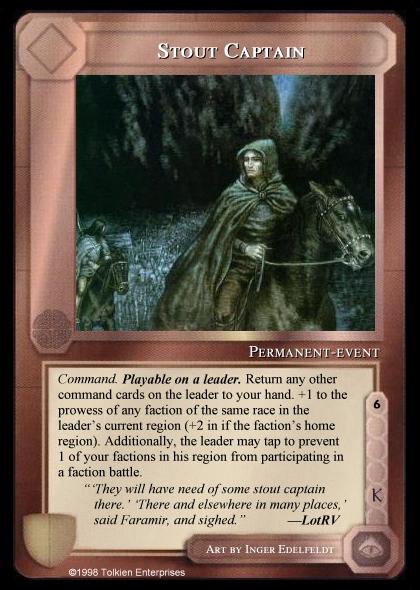 STOUT CAPTAIN
PERMANENT-EVENT
Command. Playable on a leader. Return any other
command cards on the leader to your hand. +1 to the
prowess of any faction of the same race in the
leader's current region (+2 in if the faction's home
region). Additionally, the leader may tap to prevent
1 of your factions in his region from participating in
a faction battle.
"'They will have need of some stout captain
there.' 'There and elsewhere in many places,'
said Faramir, and sighed." —LotRV
6
K
ART BY INGER EDELFELDT
©1998 Tolkien Enterprises